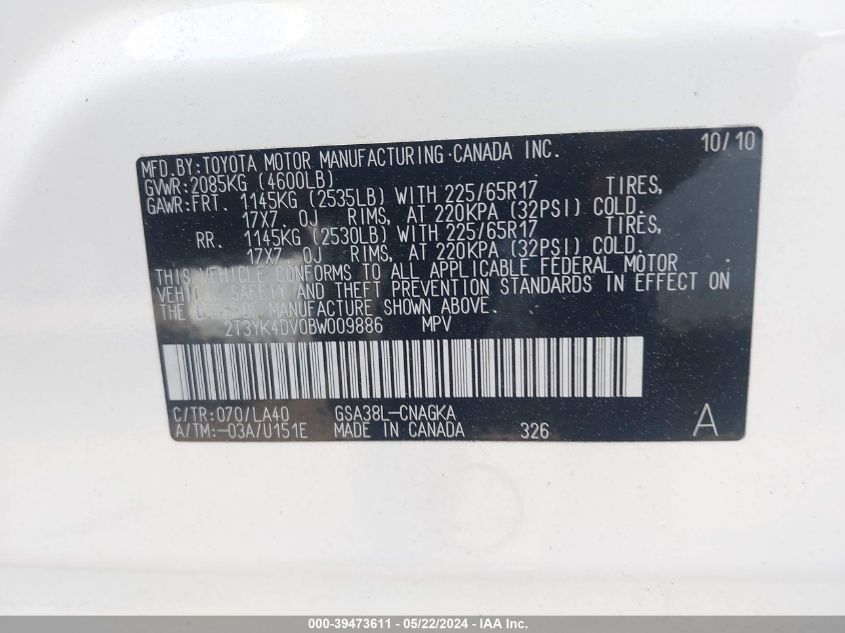 MFD.BY:TOYOTA MOTOR MANUFACTURING·CANADA INC. 10/10
GVWR:2085KG (4600LB)
GAWR:FRT. 1145KG (2535LB) WITH 225/65R17 TIRES,
17X7.0J RIMS, AT 220KPA (32PSI) COLD.
RR. 1145KG (2530LB) WITH 225/65R17 TIRES,
17X7.0J RIMS, AT 220KPA (32PSI) COLD.
THIS VEHICLE CONFORMS TO ALL APPLICABLE FEDERAL MOTOR
VEHICLE SAFETY AND THEFT PREVENTION STANDARDS IN EFFECT ON
THE DATE OF MANUFACTURE SHOWN ABOVE.
2T3YK4DV0BW009886 MPV
C/TR:070/LA40 GSA38L-CNAGKA
A/TM:-03A/U151E MADE IN CANADA 326 A
000-39473611 - 05/22/2024 - IAA Inc.